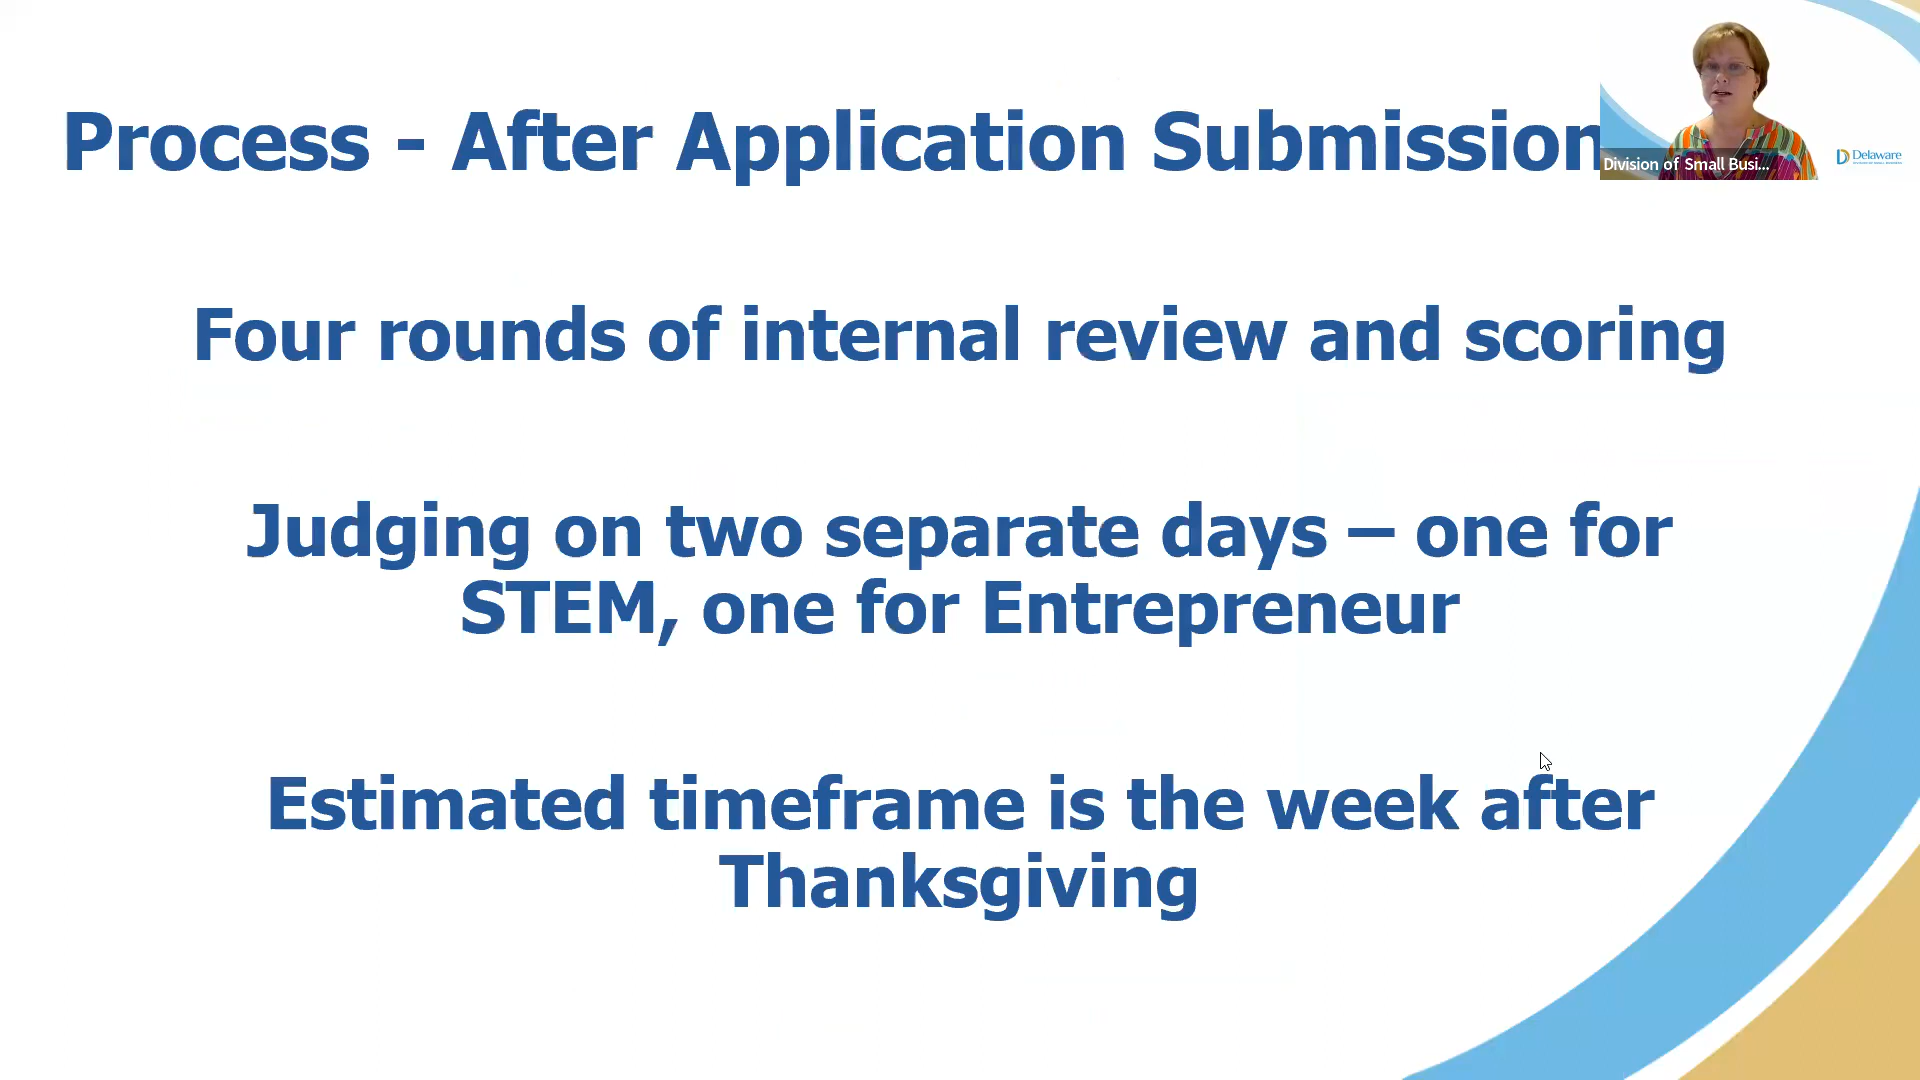 Process - After Application Submission
Division of Small Busi...
Delaware
Four rounds of internal review and scoring
Judging on two separate days – one for
STEM, one for Entrepreneur
Estimated timeframe is the week after
Thanksgiving